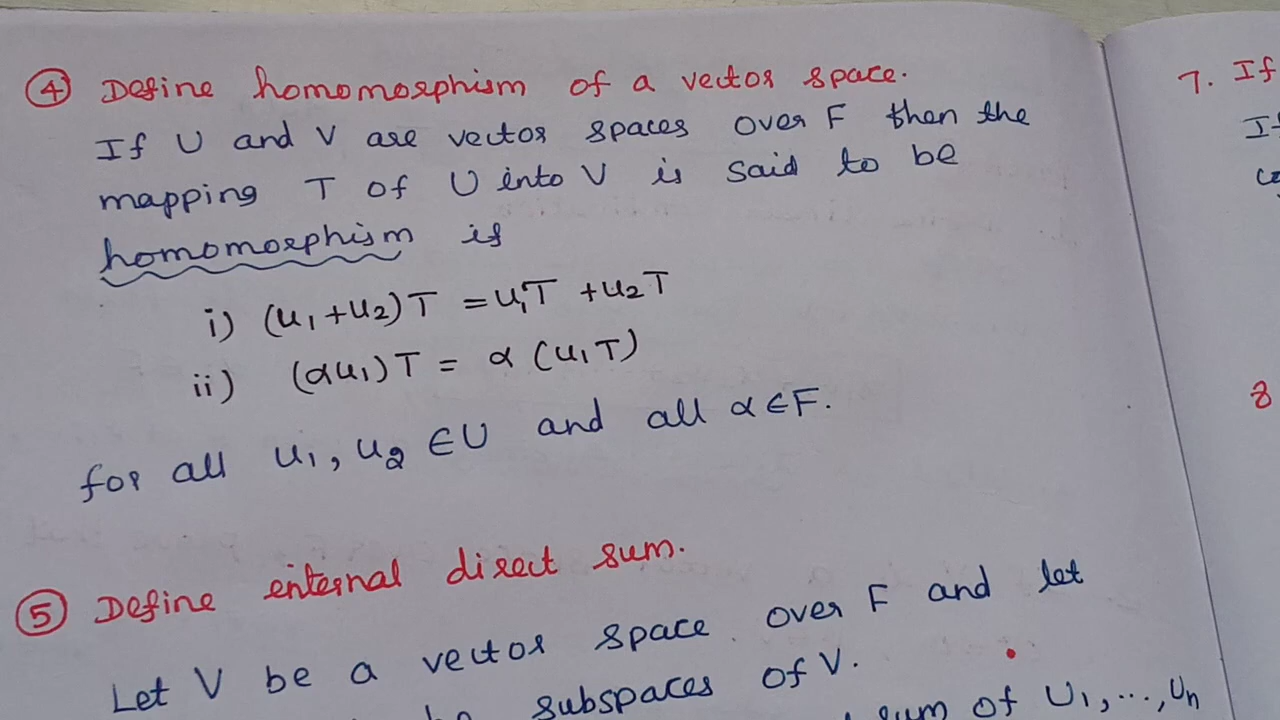 ④ Define homomorphism of a vector space.
If U and V are vector spaces over F then the
mapping T of U into V is said to be
homomorphism if
i) (u₁+u₂)T = u₁T + u₂T
ii) (αu₁)T = α(u₁T)
for all u₁, u₂ ∈ U and all α ∈ F.
⑤ Define internal direct sum.
Let V be a vector space over F and let
subspaces of V.
sum of U₁, ..., Uₙ
7. If
8